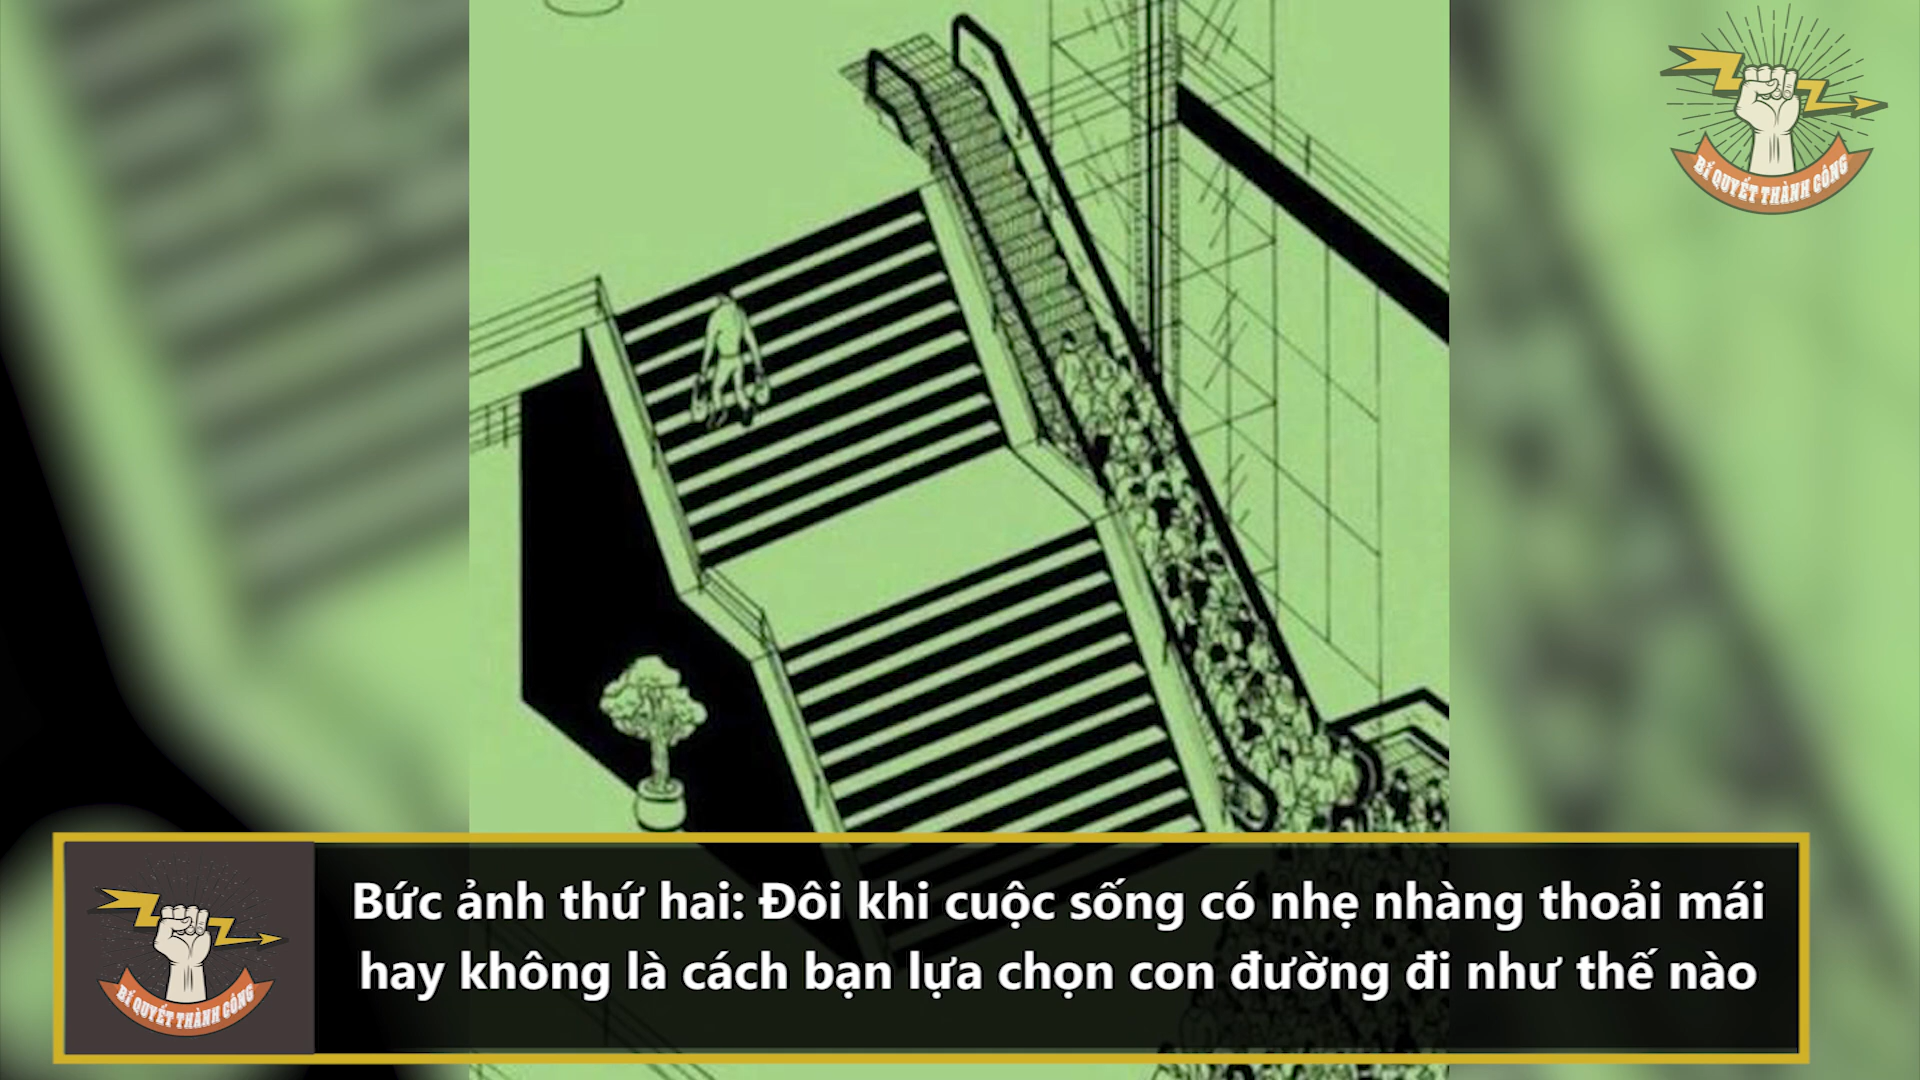 BÍ QUYẾT THÀNH CÔNG
Bức ảnh thứ hai: Đôi khi cuộc sống có nhẹ nhàng thoải mái
hay không là cách bạn lựa chọn con đường đi như thế nào
BÍ QUYẾT THÀNH CÔNG